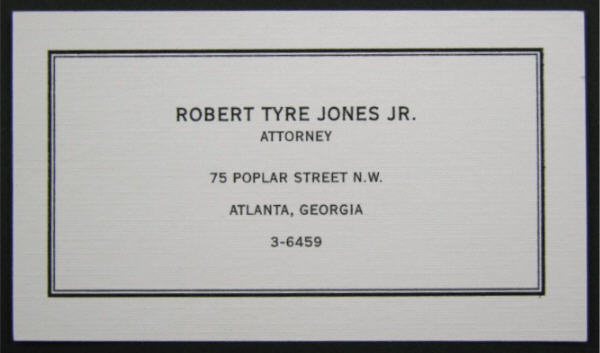 ROBERT TYRE JONES JR.
ATTORNEY
75 POPLAR STREET N.W.
ATLANTA, GEORGIA
3-6459